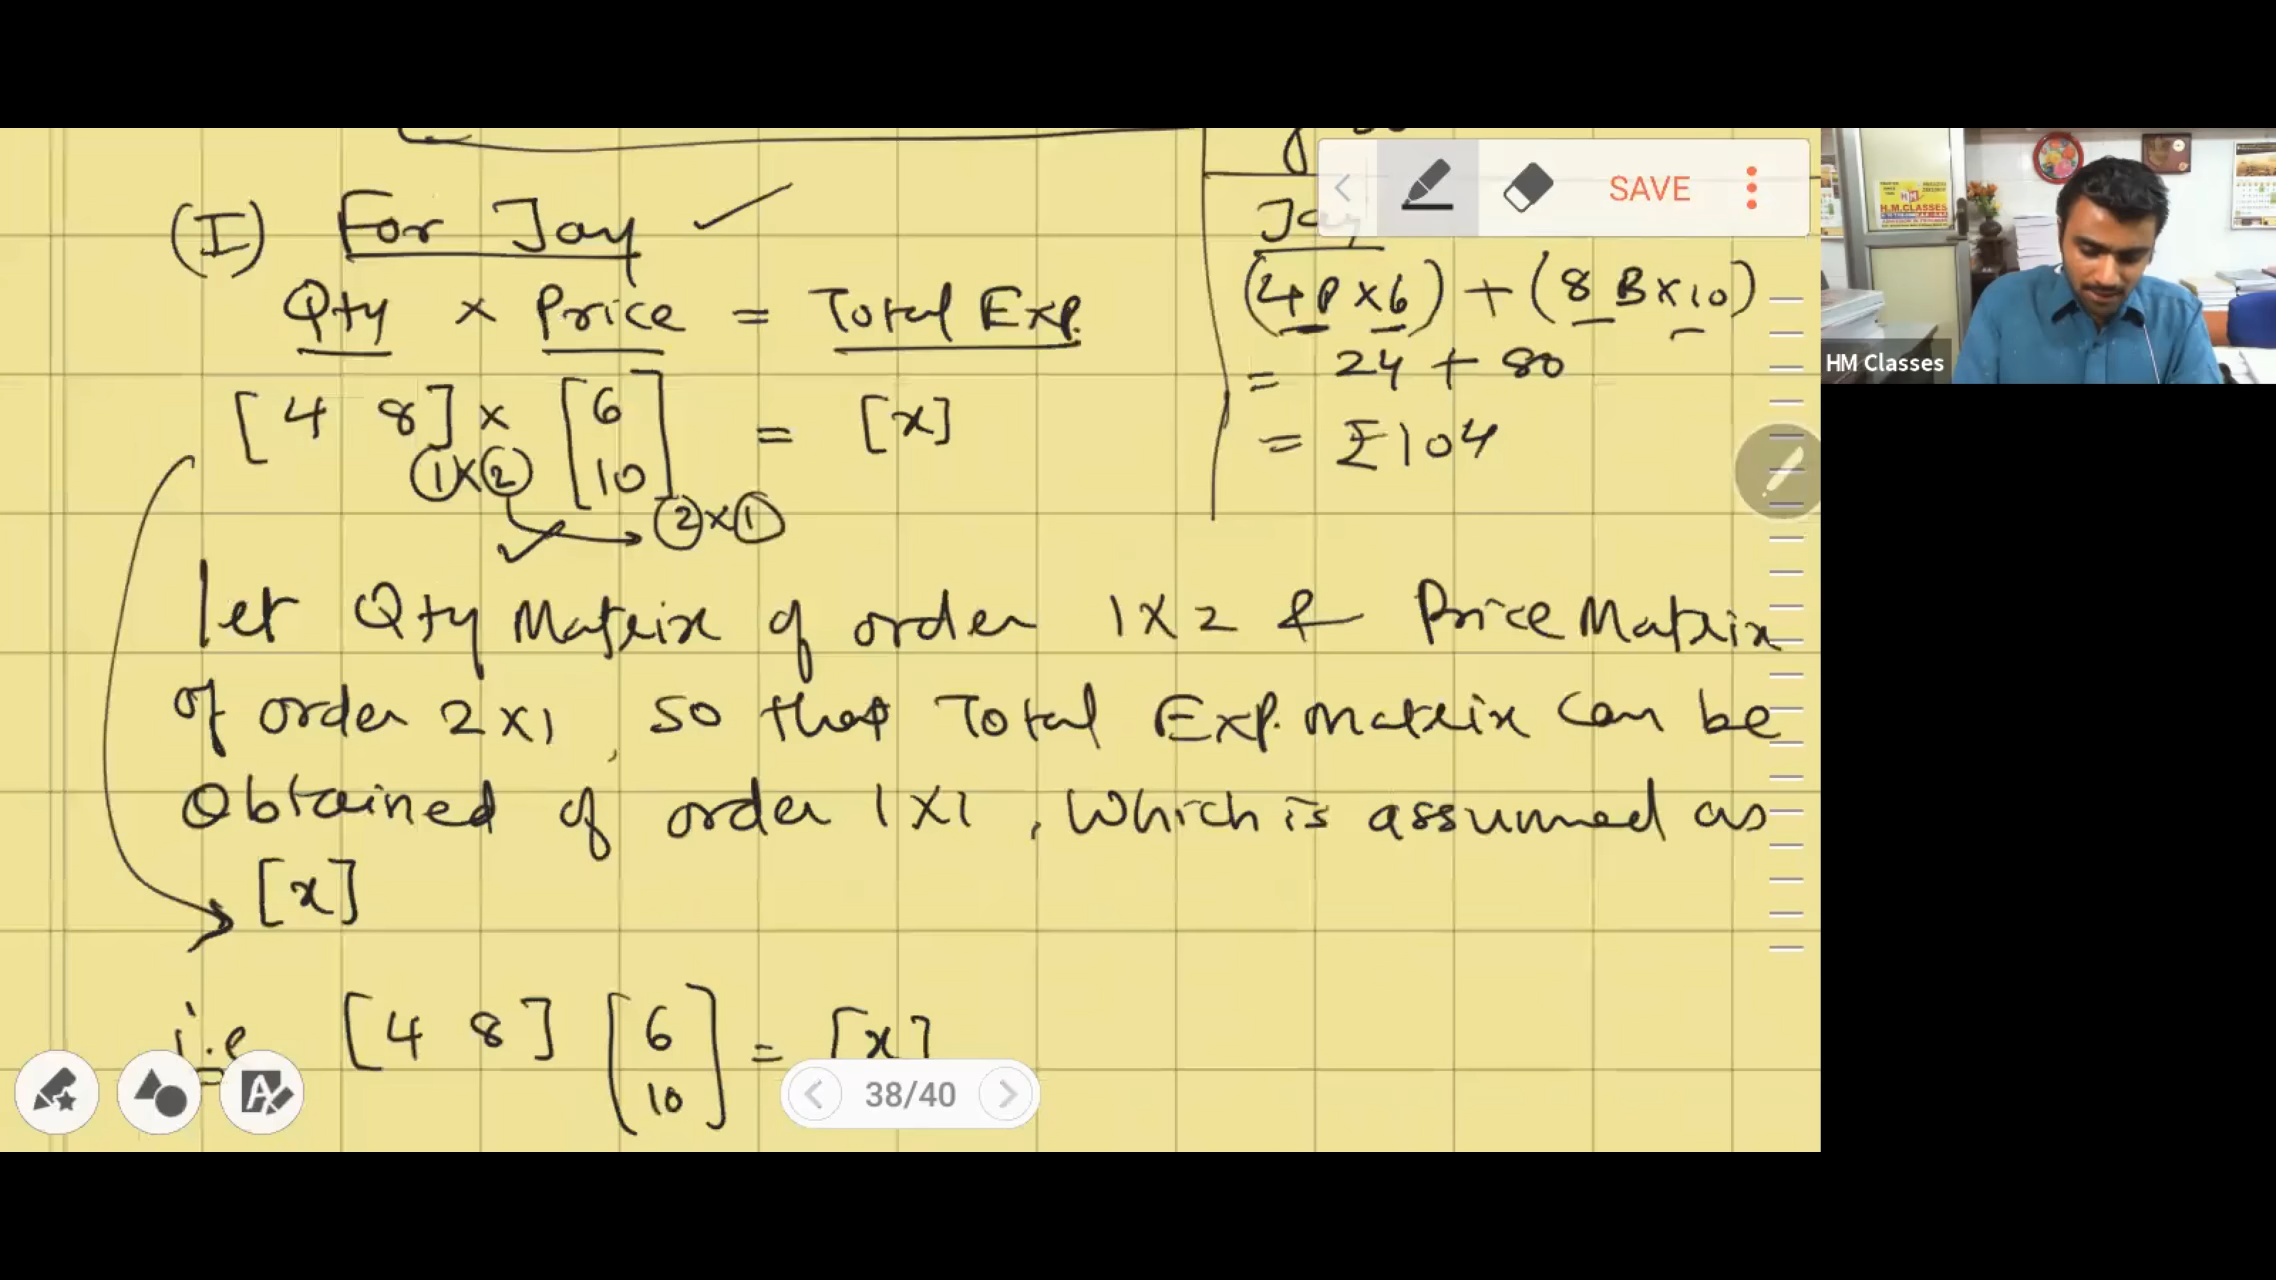 (I) For Jay ✓
Qty × Price = Total Exp.
[4 8] × [6 10] = [x]
1×2
2×1
Jay
(4P×6) + (8B×10)
= 24 + 80
= ₹104
SAVE
HM Classes
H.M.CLASSES
let Qty Matrix of order 1×2 & Price Matrix
of order 2×1, so that Total Exp. matrix can be
obtained of order 1×1, which is assumed as
[x]
i.e [4 8] [6 10] = [x]
38/40